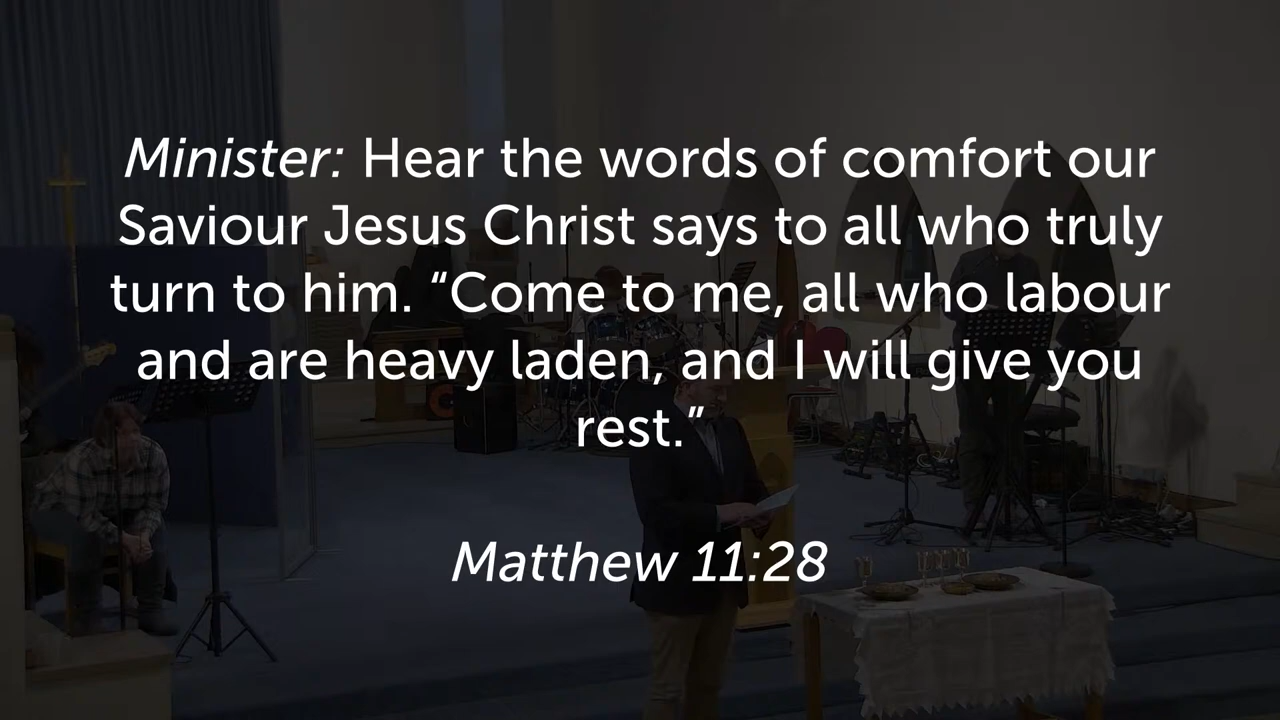 Minister: Hear the words of comfort our
Saviour Jesus Christ says to all who truly
turn to him. “Come to me, all who labour
and are heavy laden, and I will give you
rest.”
Matthew 11:28